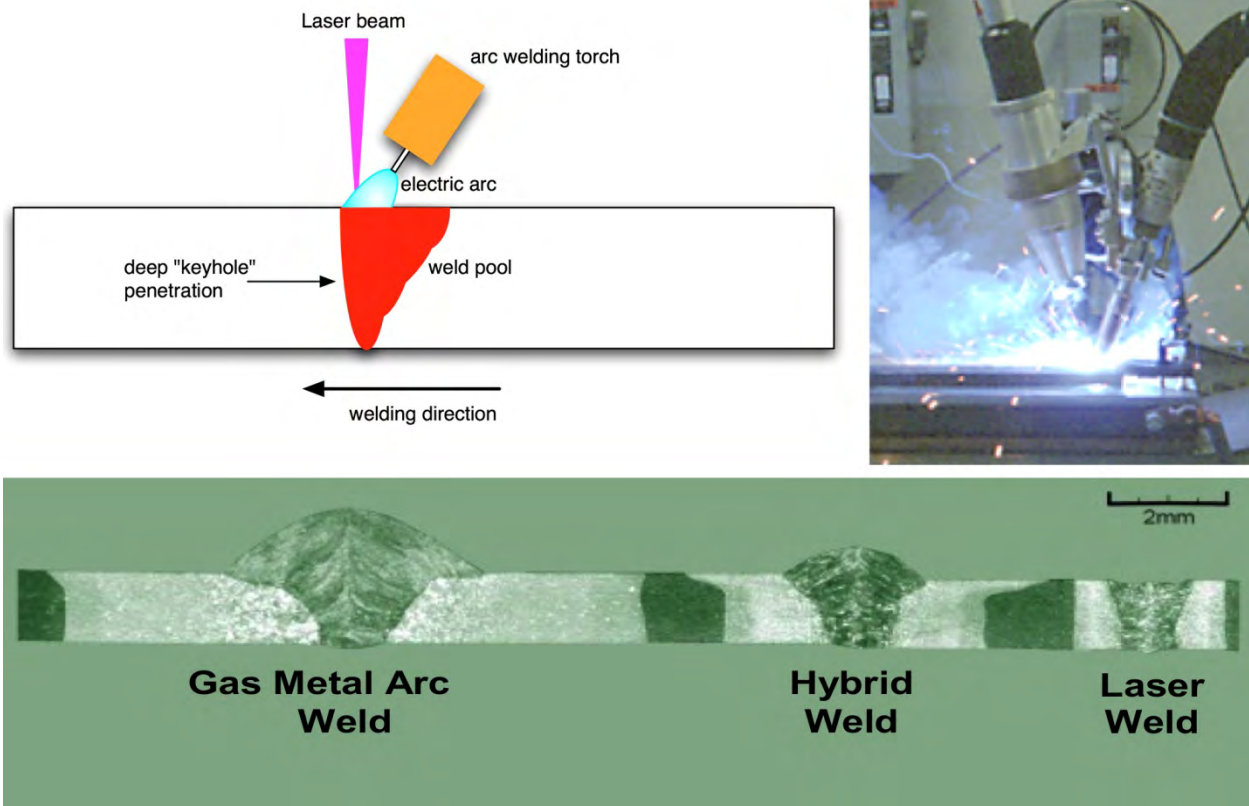 Laser beam
arc welding torch
electric arc
deep "keyhole"
penetration
weld pool
welding direction
2mm
Gas Metal Arc
Weld
Hybrid
Weld
Laser
Weld